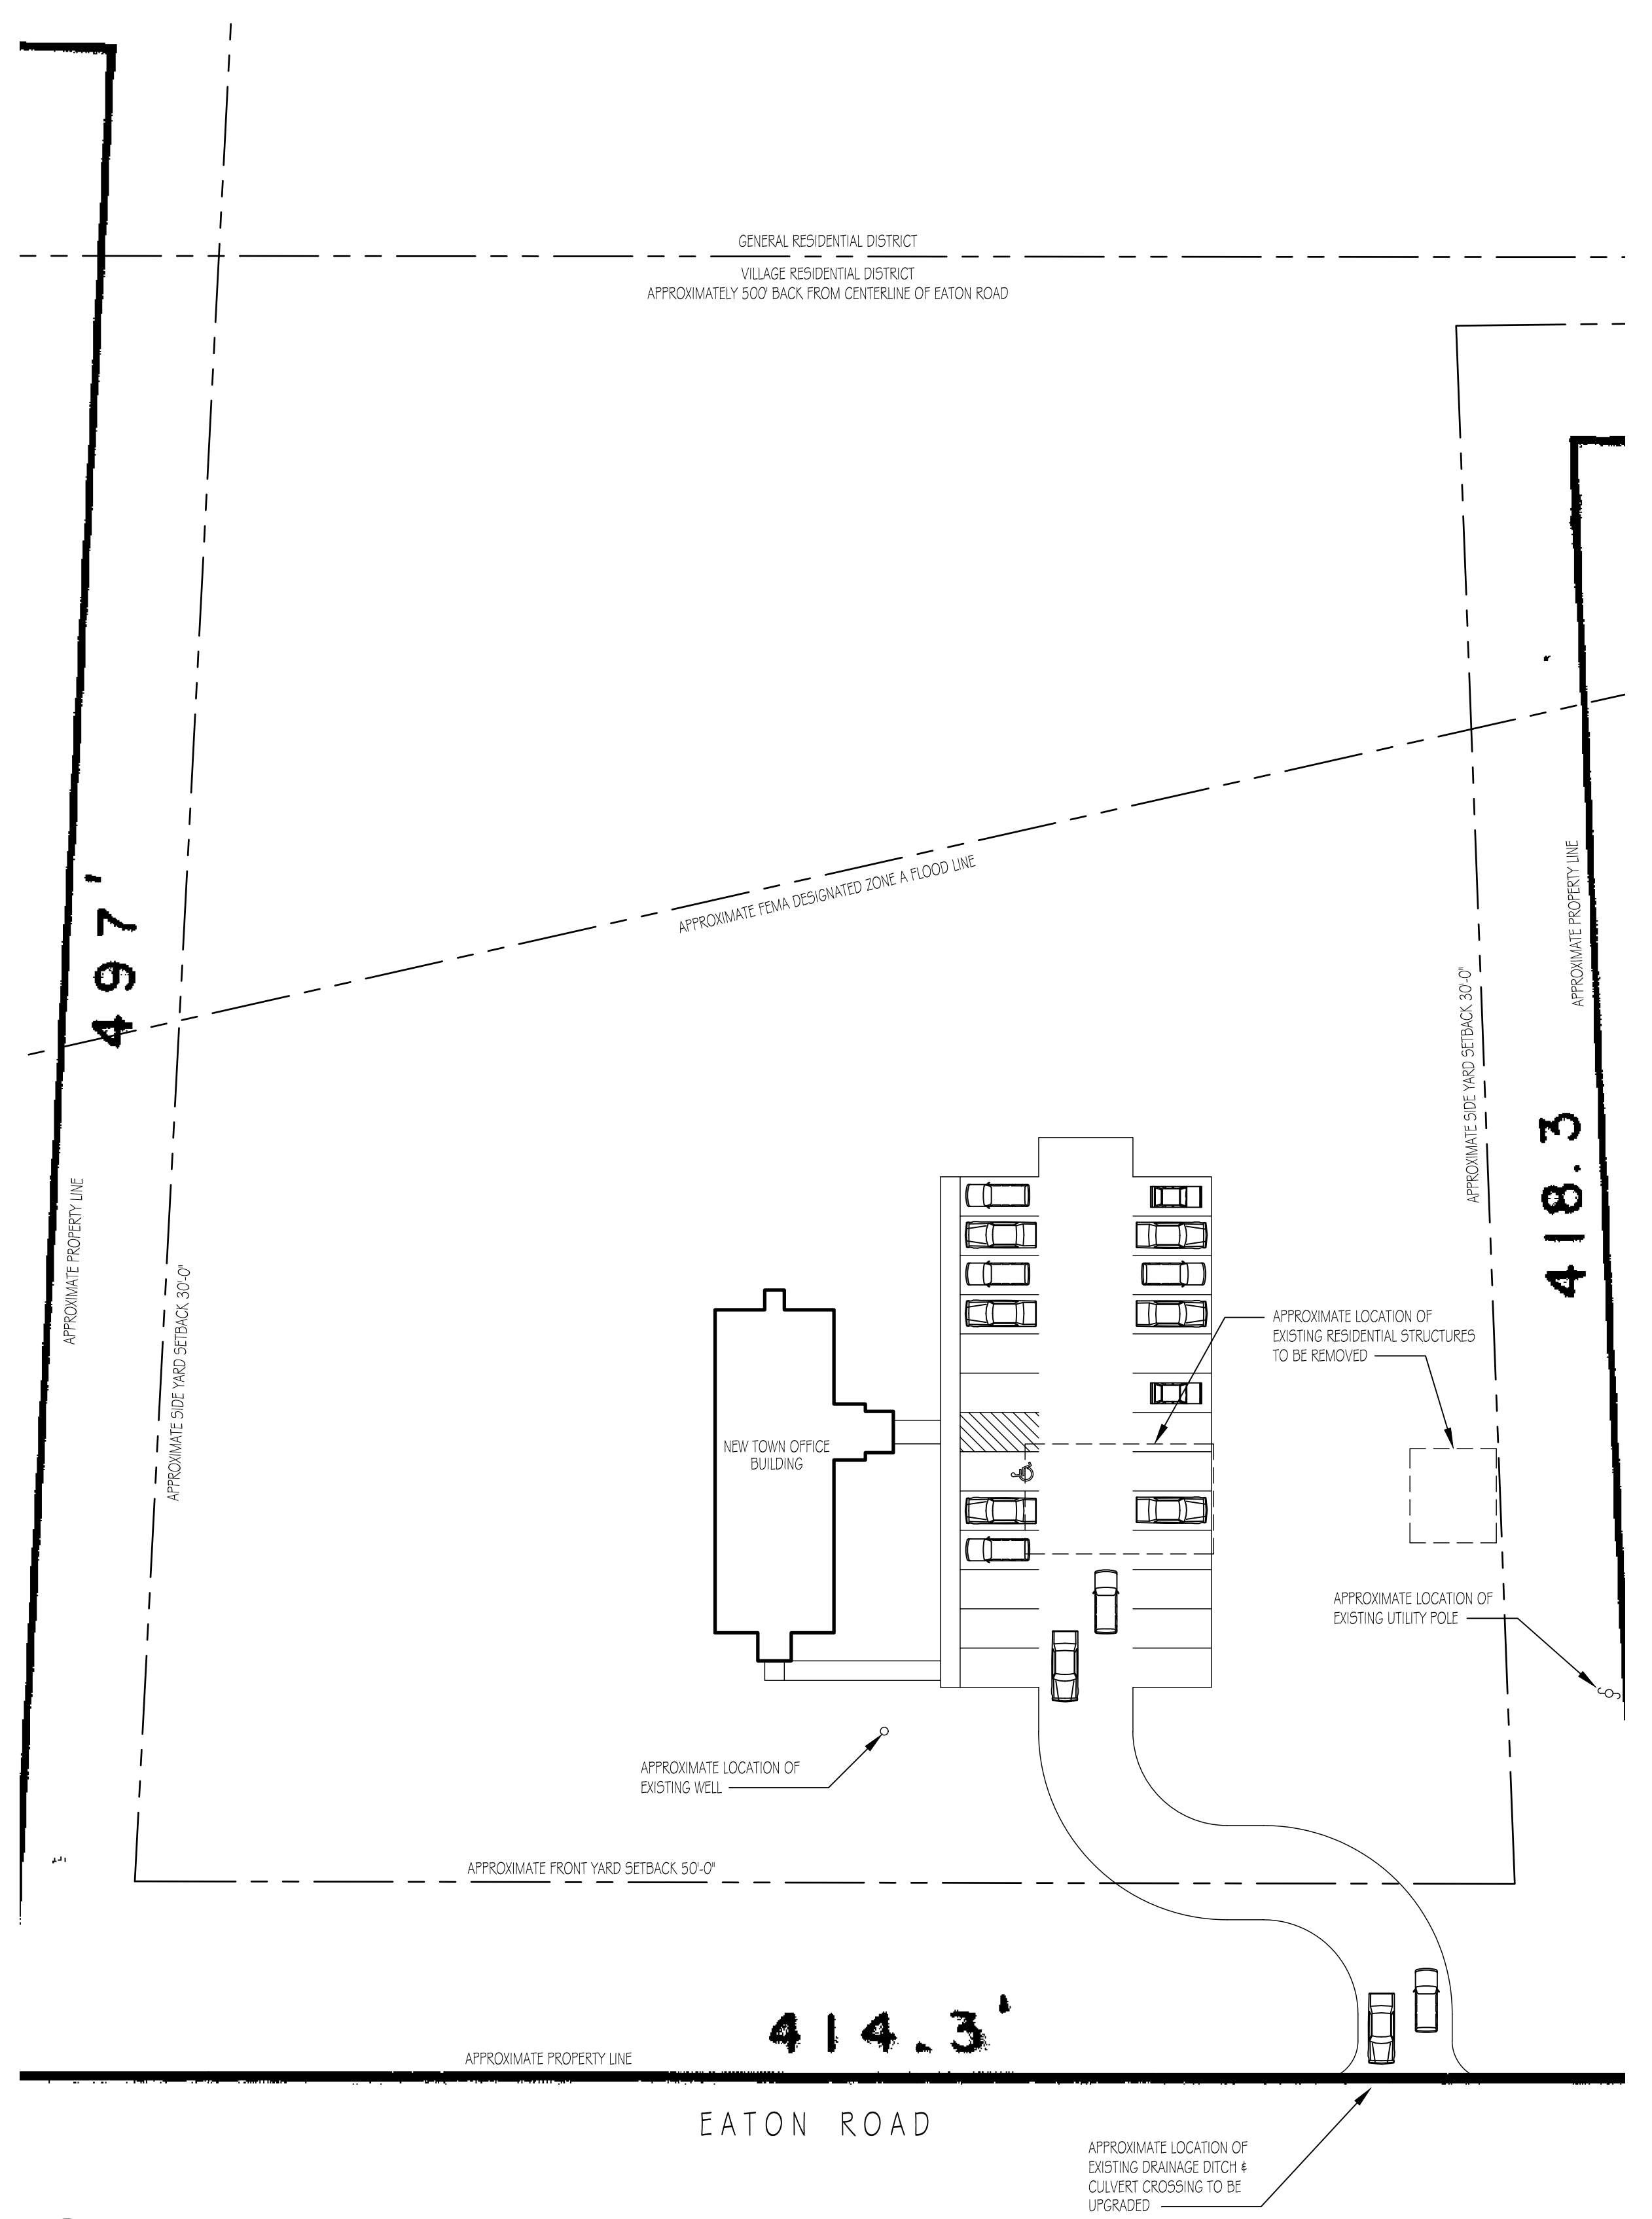 GENERAL RESIDENTIAL DISTRICT
VILLAGE RESIDENTIAL DISTRICT
APPROXIMATELY 500' BACK FROM CENTERLINE OF EATON ROAD
APPROXIMATE FEMA DESIGNATED ZONE A FLOOD LINE
497'
APPROXIMATE PROPERTY LINE
APPROXIMATE SIDE YARD SETBACK 30'-0"
APPROXIMATE PROPERTY LINE
APPROXIMATE SIDE YARD SETBACK 30'-0"
418.3
APPROXIMATE LOCATION OF
EXISTING RESIDENTIAL STRUCTURES
TO BE REMOVED
NEW TOWN OFFICE
BUILDING
APPROXIMATE LOCATION OF
EXISTING UTILITY POLE
APPROXIMATE LOCATION OF
EXISTING WELL
APPROXIMATE FRONT YARD SETBACK 50'-0"
414.3'
APPROXIMATE PROPERTY LINE
EATON ROAD
APPROXIMATE LOCATION OF
EXISTING DRAINAGE DITCH &
CULVERT CROSSING TO BE
UPGRADED